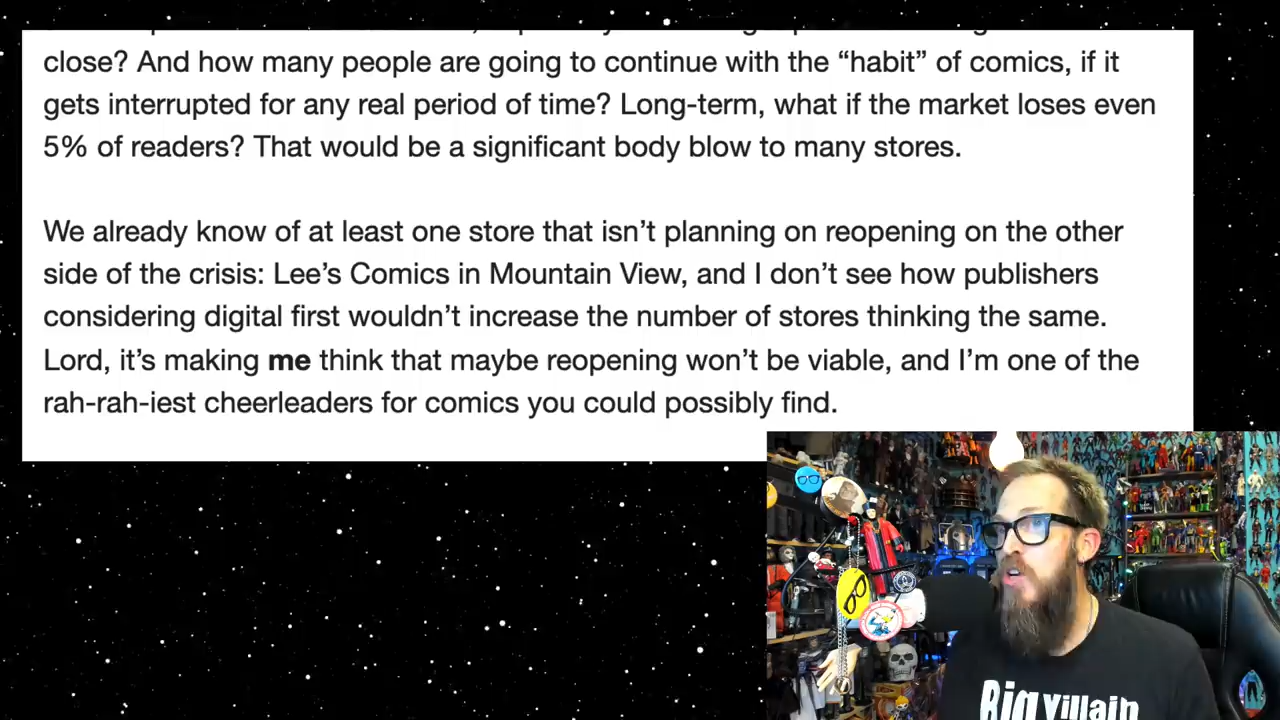 close? And how many people are going to continue with the “habit” of comics, if it
gets interrupted for any real period of time? Long-term, what if the market loses even
5% of readers? That would be a significant body blow to many stores.
We already know of at least one store that isn’t planning on reopening on the other
side of the crisis: Lee’s Comics in Mountain View, and I don’t see how publishers
considering digital first wouldn’t increase the number of stores thinking the same.
Lord, it’s making me think that maybe reopening won’t be viable, and I’m one of the
rah-rah-iest cheerleaders for comics you could possibly find.
Big Villain